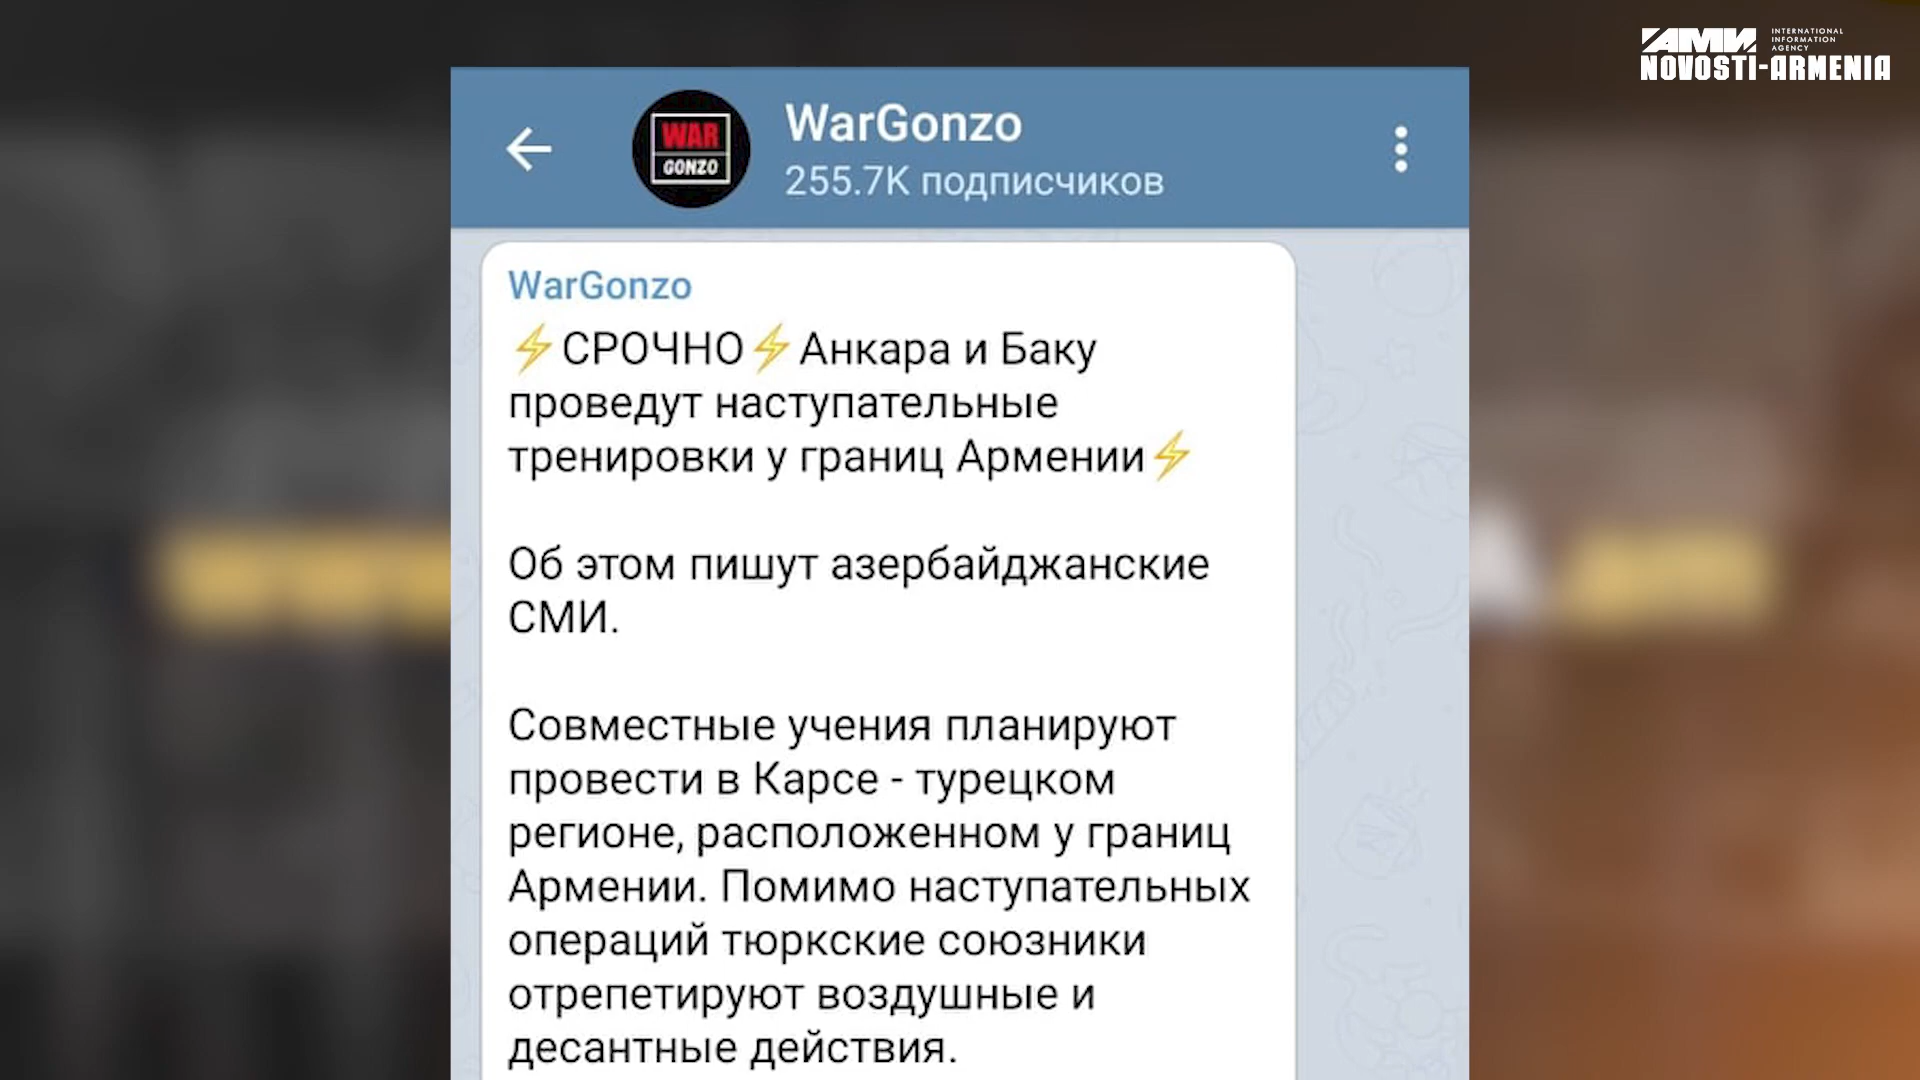 АМИ INTERNATIONAL
INFORMATION
AGENCY
NOVOSTI-ARMENIA
WAR
GONZO
WarGonzo
255.7K подписчиков
WarGonzo
⚡СРОЧНО⚡Анкара и Баку
проведут наступательные
тренировки у границ Армении⚡
Об этом пишут азербайджанские
СМИ.
Совместные учения планируют
провести в Карсе - турецком
регионе, расположенном у границ
Армении. Помимо наступательных
операций тюркские союзники
отрепетируют воздушные и
десантные действия.